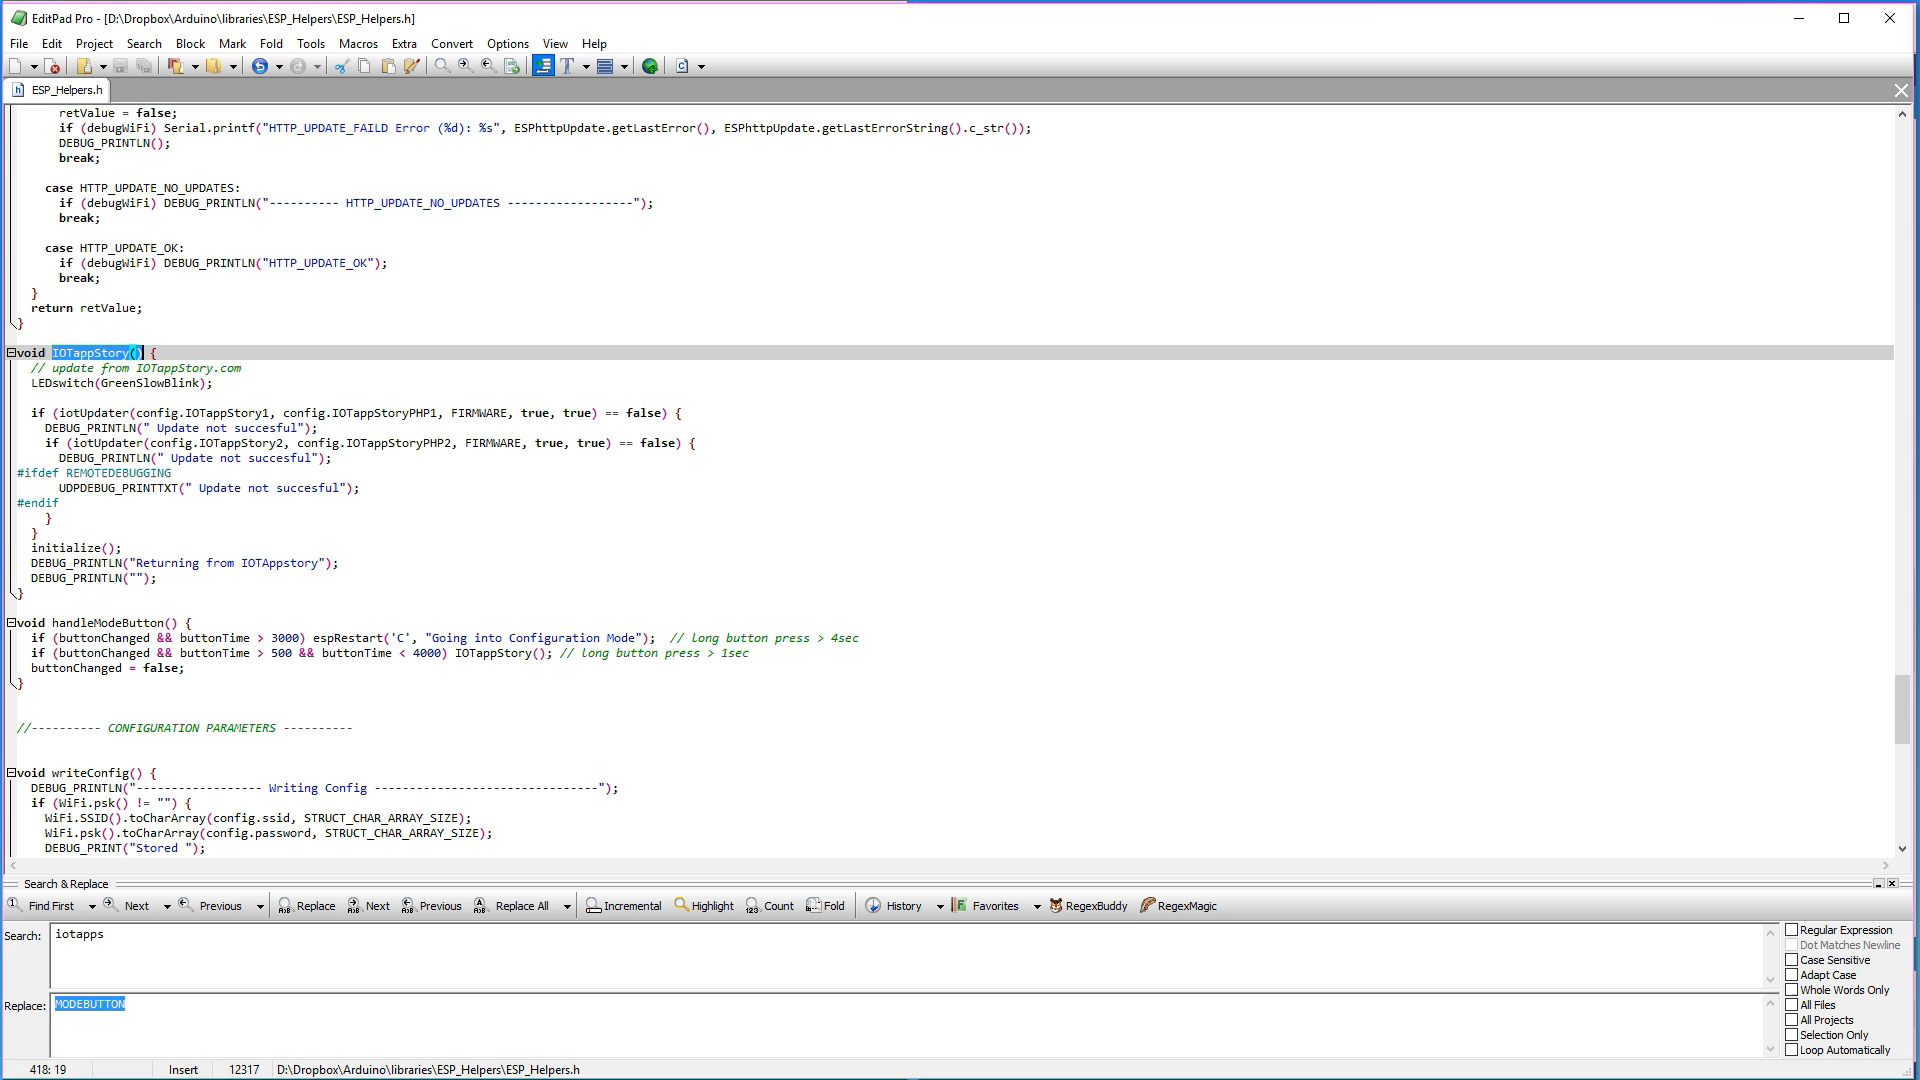 EditPad Pro - [D:\Dropbox\Arduino\libraries\ESP_Helpers\ESP_Helpers.h]
File Edit Project Search Block Mark Fold Tools Macros Extra Convert Options View Help
ESP_Helpers.h
retValue = false;
if (debugWiFi) Serial.printf("HTTP_UPDATE_FAILD Error (%d): %s", ESPhttpUpdate.getLastError(), ESPhttpUpdate.getLastErrorString().c_str());
DEBUG_PRINTLN();
break;
case HTTP_UPDATE_NO_UPDATES:
if (debugWiFi) DEBUG_PRINTLN("---------- HTTP_UPDATE_NO_UPDATES ------------------");
break;
case HTTP_UPDATE_OK:
if (debugWiFi) DEBUG_PRINTLN("HTTP_UPDATE_OK");
break;
}
return retValue;
}
void IOTappStory() {
// update from IOTappStory.com
LEDswitch(GreenSlowBlink);
if (iotUpdater(config.IOTappStory1, config.IOTappStoryPHP1, FIRMWARE, true, true) == false) {
DEBUG_PRINTLN(" Update not succesful");
if (iotUpdater(config.IOTappStory2, config.IOTappStoryPHP2, FIRMWARE, true, true) == false) {
DEBUG_PRINTLN(" Update not succesful");
#ifdef REMOTEDEBUGGING
UDPDEBUG_PRINTTXT(" Update not succesful");
#endif
}
}
initialize();
DEBUG_PRINTLN("Returning from IOTAppstory");
DEBUG_PRINTLN("");
}
void handleModeButton() {
if (buttonChanged && buttonTime > 3000) espRestart('C', "Going into Configuration Mode");  // long button press > 4sec
if (buttonChanged && buttonTime > 500 && buttonTime < 4000) IOTappStory(); // long button press > 1sec
buttonChanged = false;
}
//---------- CONFIGURATION PARAMETERS ----------
void writeConfig() {
DEBUG_PRINTLN("------------------ Writing Config --------------------------------");
if (WiFi.psk() != "") {
WiFi.SSID().toCharArray(config.ssid, STRUCT_CHAR_ARRAY_SIZE);
WiFi.psk().toCharArray(config.password, STRUCT_CHAR_ARRAY_SIZE);
DEBUG_PRINT("Stored ");
Search & Replace
Find First Next Previous Replace Next Previous Replace All Incremental Highlight Count Fold History Favorites RegexBuddy RegexMagic
Search: iotapps
Replace: MODEBUTTON
Regular Expression
Dot Matches Newline
Case Sensitive
Adapt Case
Whole Words Only
All Files
All Projects
Selection Only
Loop Automatically
418: 19 Insert 12317 D:\Dropbox\Arduino\libraries\ESP_Helpers\ESP_Helpers.h